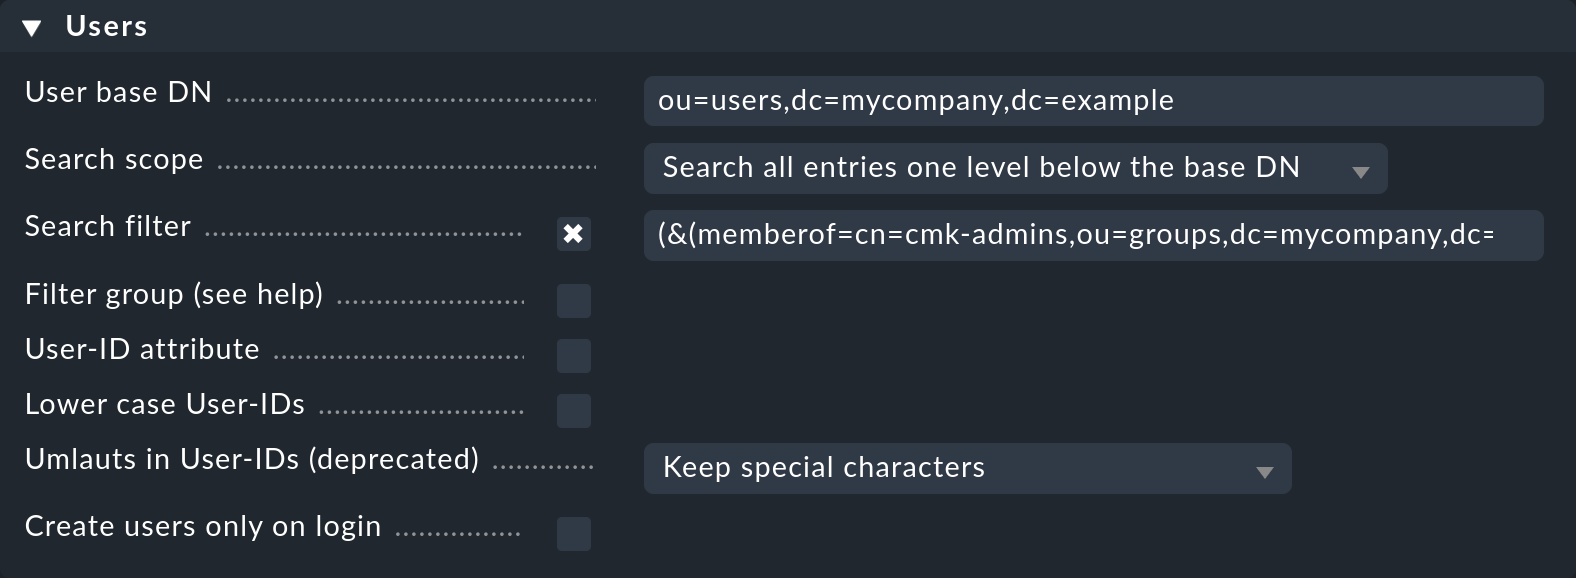 Users
User base DN
ou=users,dc=mycompany,dc=example
Search scope
Search all entries one level below the base DN
Search filter
(&(memberof=cn=cmk-admins,ou=groups,dc=mycompany,dc=
Filter group (see help)
User-ID attribute
Lower case User-IDs
Umlauts in User-IDs (deprecated)
Keep special characters
Create users only on login